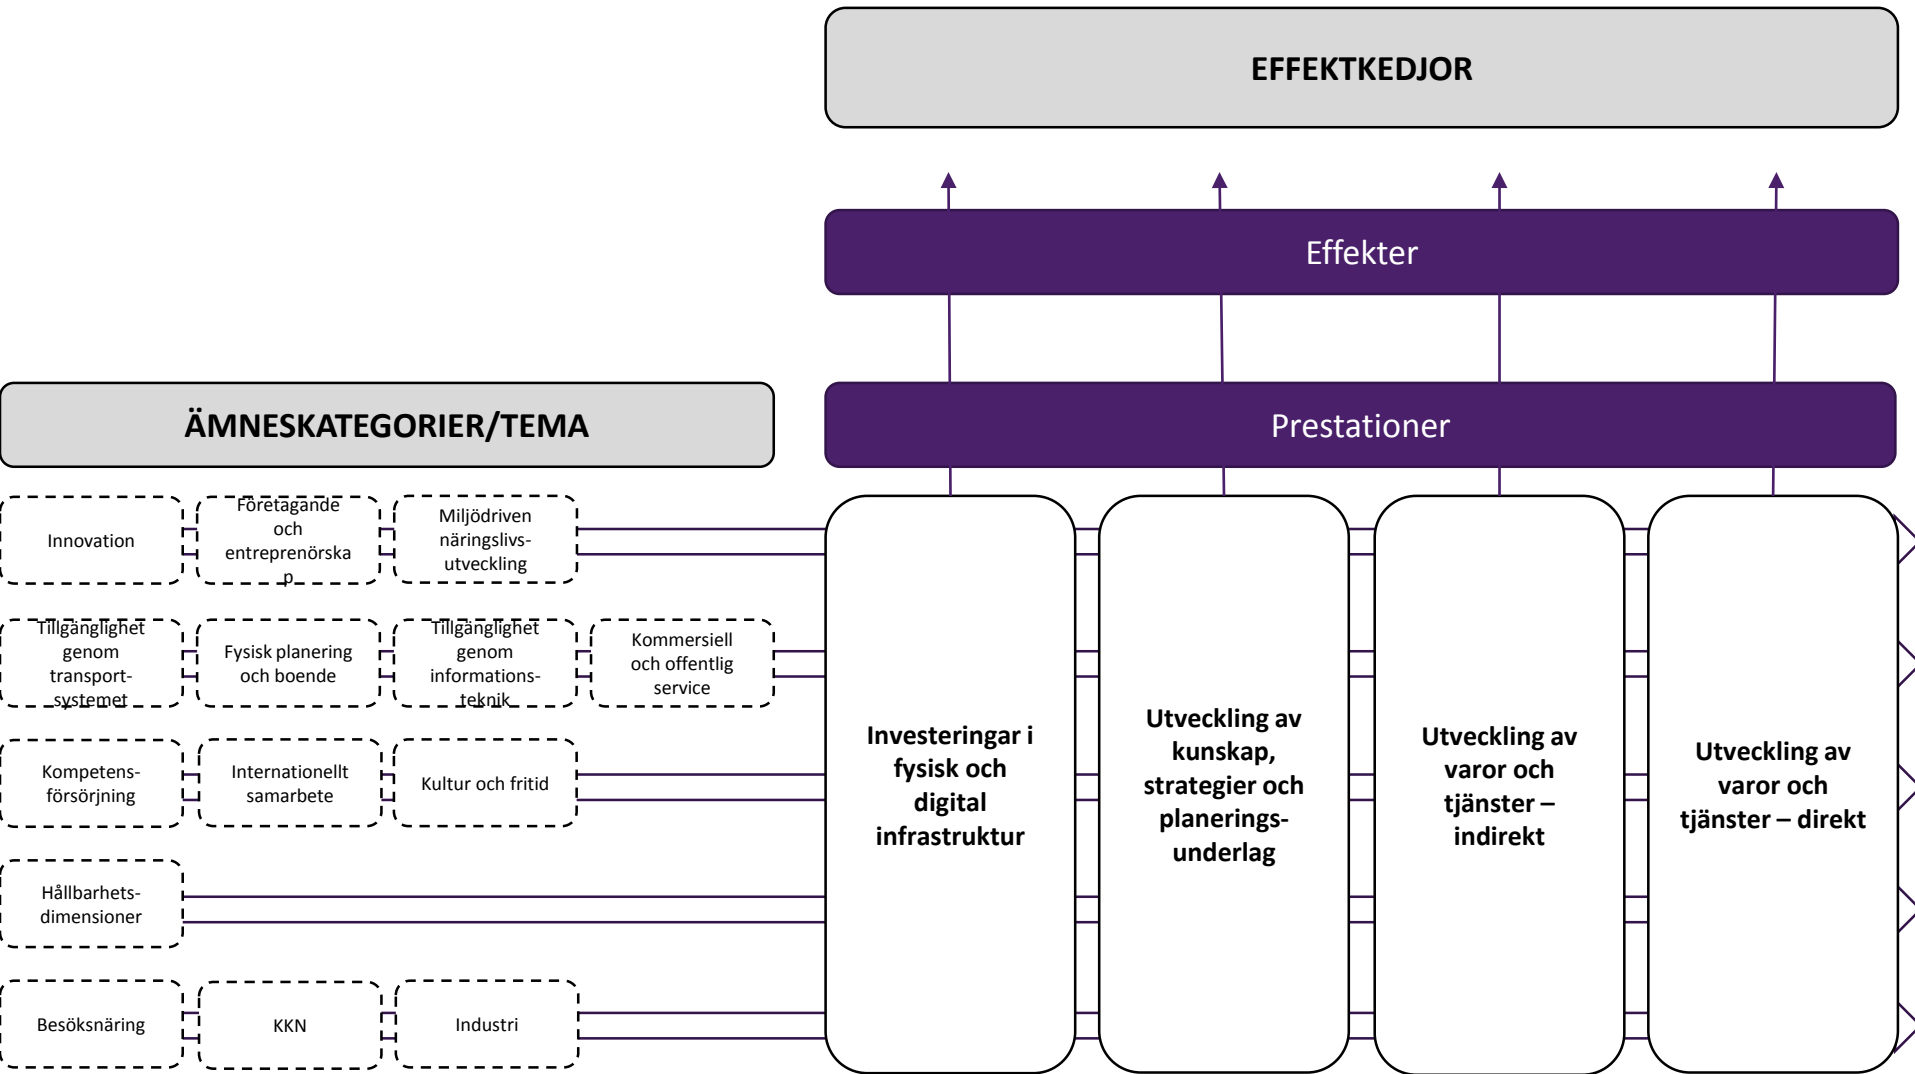 EFFEKTKEDJOR
Effekter
ÄMNESKATEGORIER/TEMA
Prestationer
Innovation
Företagande
och
entreprenörska
p
Miljödriven
näringslivs-
utveckling
Tillgänglighet
genom
transport-
systemet
Fysisk planering
och boende
Tillgänglighet
genom
informations-
teknik
Kommersiell
och offentlig
service
Kompetens-
försörjning
Internationellt
samarbete
Kultur och fritid
Hållbarhets-
dimensioner
Besöksnäring
KKN
Industri
Investeringar i
fysisk och
digital
infrastruktur
Utveckling av
kunskap,
strategier och
planerings-
underlag
Utveckling av
varor och
tjänster –
indirekt
Utveckling av
varor och
tjänster – direkt